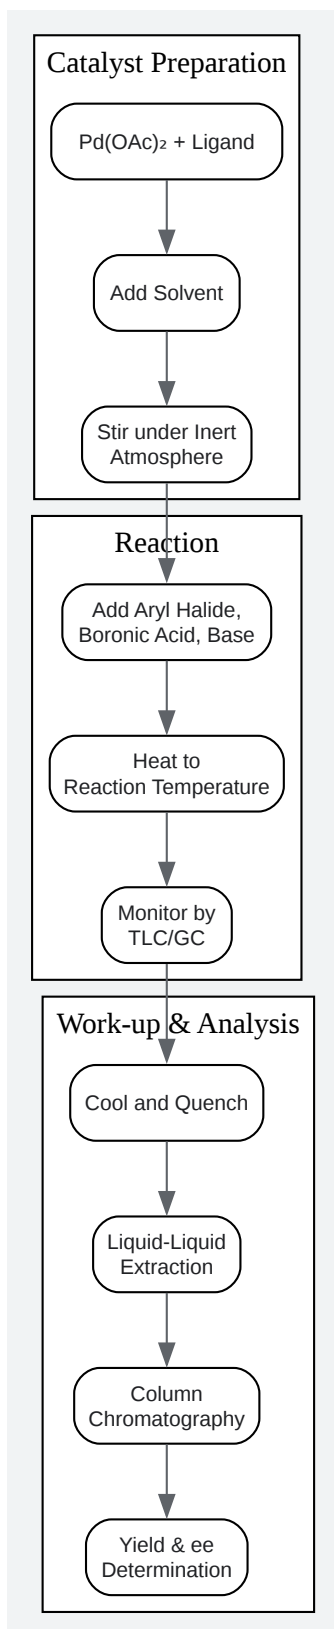 Catalyst Preparation
Pd(OAc)₂ + Ligand
Add Solvent
Stir under Inert
Atmosphere
Reaction
Add Aryl Halide,
Boronic Acid, Base
Heat to
Reaction Temperature
Monitor by
TLC/GC
Work-up & Analysis
Cool and Quench
Liquid-Liquid
Extraction
Column
Chromatography
Yield & ee
Determination